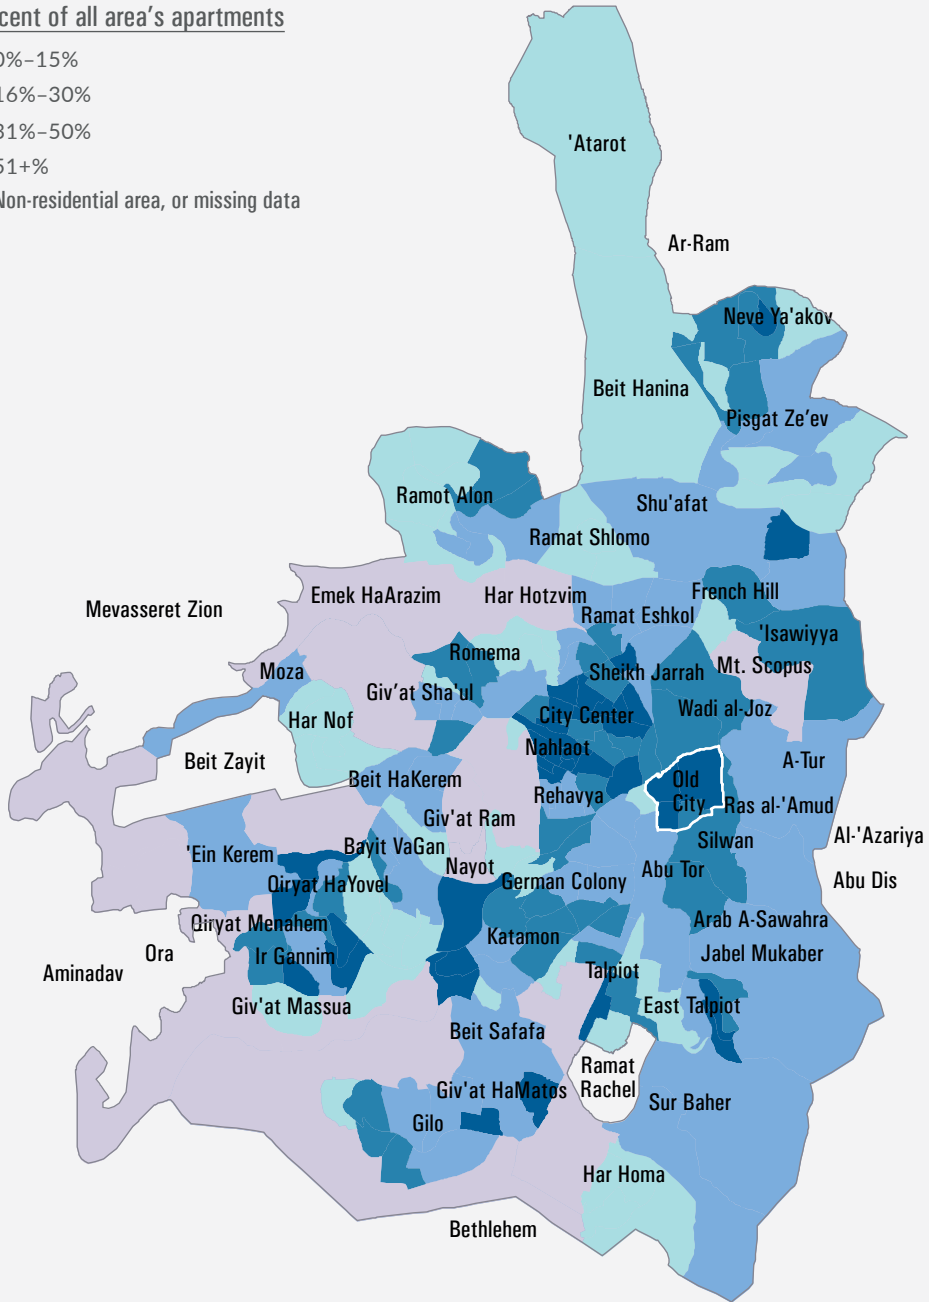 cent of all area's apartments
0%–15%
16%–30%
31%–50%
51+%
Non-residential area, or missing data
'Atarot
Ar-Ram
Neve Ya'akov
Beit Hanina
Pisgat Ze'ev
Ramot Alon
Shu'afat
Ramat Shlomo
French Hill
Emek HaArazim
Har Hotzvim
Mevasseret Zion
Ramat Eshkol
'Isawiyya
Romema
Mt. Scopus
Moza
Sheikh Jarrah
Giv'at Sha'ul
Wadi al-Joz
Har Nof
City Center
Nahlaot
Beit Zayit
A-Tur
Beit HaKerem
Old
City
Rehavya
Ras al-'Amud
Giv'at Ram
Al-'Azariya
Silwan
Bayit VaGan
'Ein Kerem
Nayot
Abu Tor
Abu Dis
Qiryat HaYovel
German Colony
Qiryat Menahem
Arab A-Sawahra
Katamon
Ora
Ir Gannim
Jabel Mukaber
Aminadav
Talpiot
Giv'at Massua
East Talpiot
Beit Safafa
Ramat
Rachel
Giv'at HaMatos
Sur Baher
Gilo
Har Homa
Bethlehem